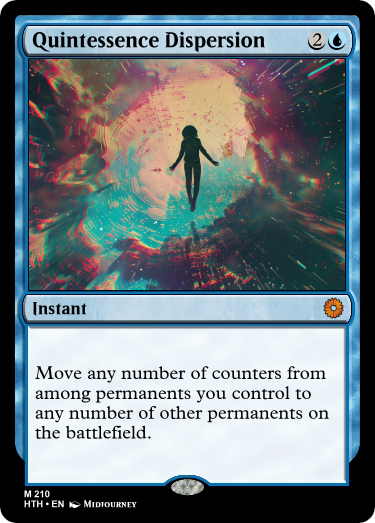 Quintessence Dispersion 2
Instant
Move any number of counters from
among permanents you control to
any number of other permanents on
the battlefield.
M 210
HTH • EN Midjourney